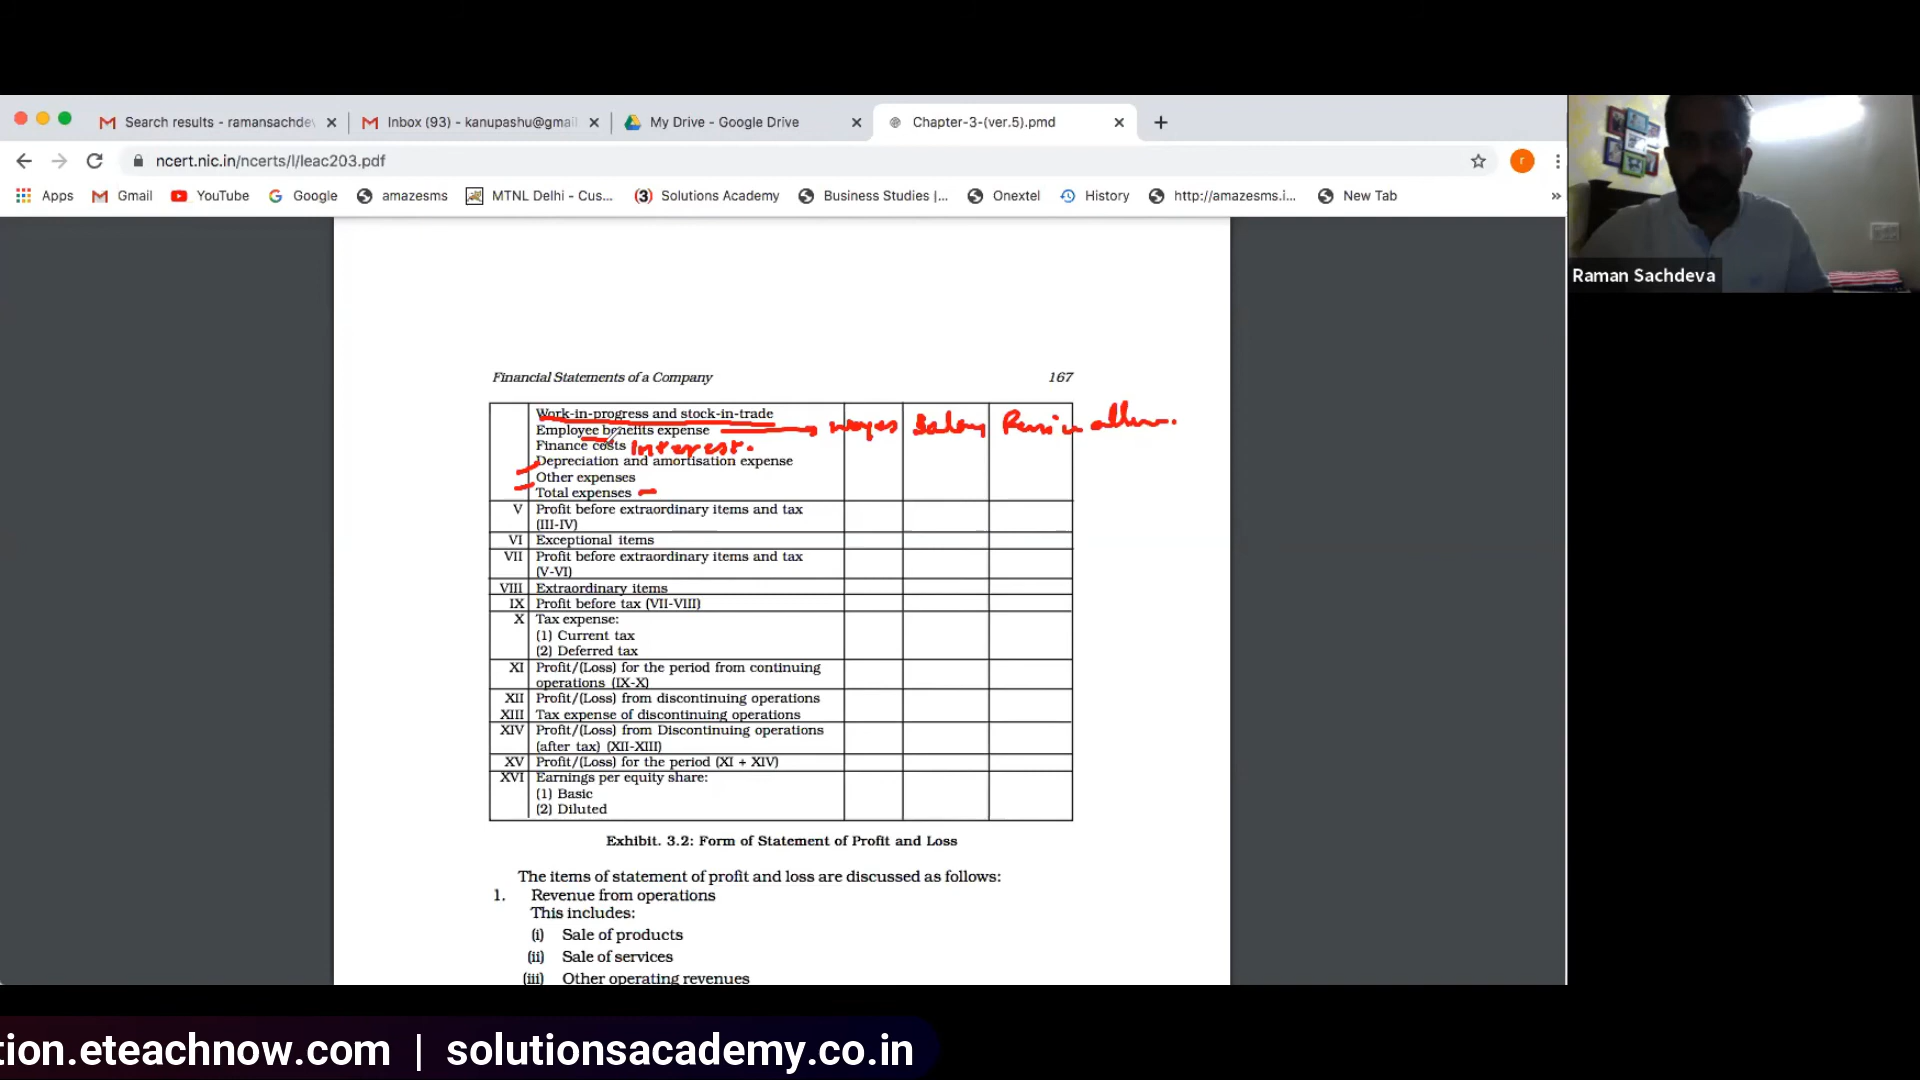 Search results - ramansachdev
Inbox (93) - kanupashu@gmail
My Drive - Google Drive
Chapter-3-(ver.5).pmd
ncert.nic.in/ncerts/l/leac203.pdf
r
Apps
Gmail
YouTube
Google
amazesms
MTNL Delhi - Cus...
Solutions Academy
Business Studies |...
Onextel
History
http://amazesms.i...
New Tab
»
Raman Sachdeva
Financial Statements of a Company 167
Work-in-progress and stock-in-trade
Employee benefits expense wages Salary
Finance costs Interest.
Depreciation and amortisation expense
Other expenses
Total expenses
V Profit before extraordinary items and tax
(III-IV)
VI Exceptional items
VII Profit before extraordinary items and tax
(V-VI)
VIII Extraordinary items
IX Profit before tax (VII-VIII)
X Tax expense:
(1) Current tax
(2) Deferred tax
XI Profit/(Loss) for the period from continuing
operations (IX-X)
XII Profit/(Loss) from discontinuing operations
XIII Tax expense of discontinuing operations
XIV Profit/(Loss) from Discontinuing operations
(after tax) (XII-XIII)
XV Profit/(Loss) for the period (XI + XIV)
XVI Earnings per equity share:
(1) Basic
(2) Diluted
Exhibit. 3.2: Form of Statement of Profit and Loss
The items of statement of profit and loss are discussed as follows:
1. Revenue from operations
This includes:
(i) Sale of products
(ii) Sale of services
(iii) Other operating revenues
tion.eteachnow.com | solutionsacademy.co.in